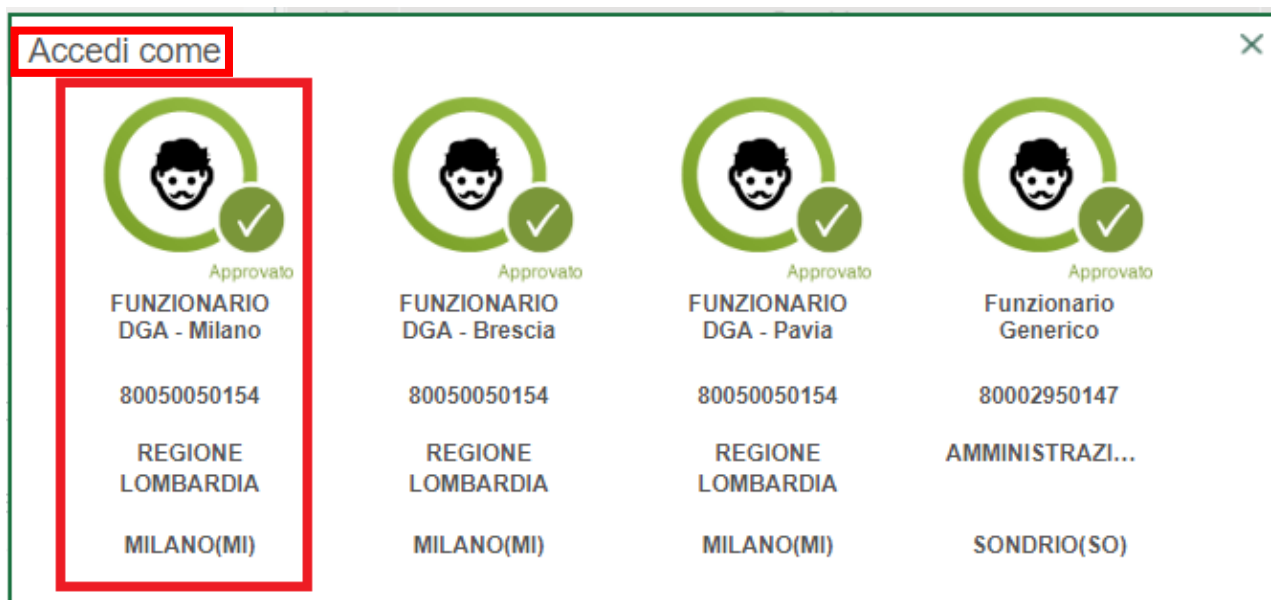 Accedi come
Approvato
FUNZIONARIO
DGA - Milano
80050050154
REGIONE
LOMBARDIA
MILANO(MI)
Approvato
FUNZIONARIO
DGA - Brescia
80050050154
REGIONE
LOMBARDIA
MILANO(MI)
Approvato
FUNZIONARIO
DGA - Pavia
80050050154
REGIONE
LOMBARDIA
MILANO(MI)
Approvato
Funzionario
Generico
80002950147
AMMINISTRAZI...
SONDRIO(SO)